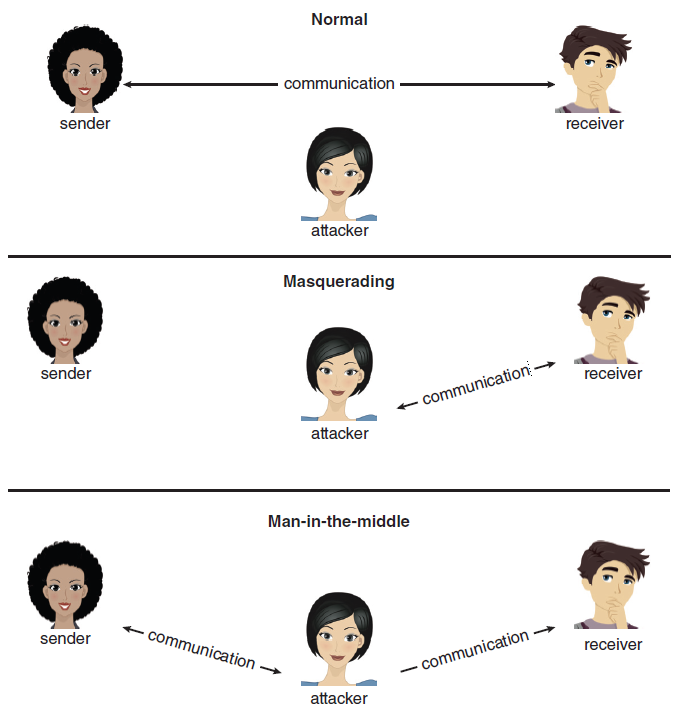 Normal
communication
sender
receiver
attacker
Masquerading
sender
receiver
communication
attacker
Man-in-the-middle
sender
receiver
communication
communication
attacker